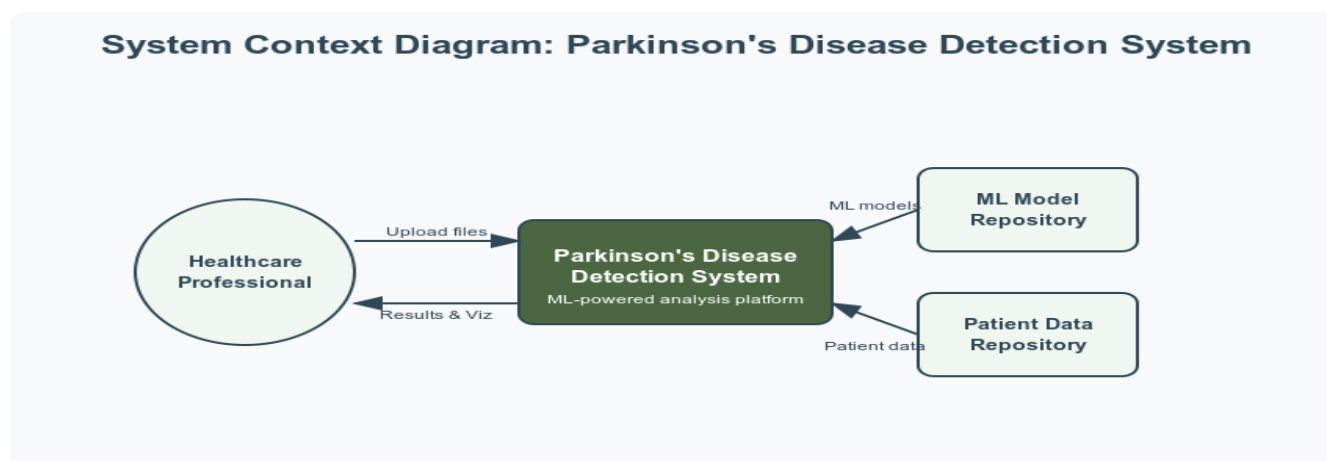 System Context Diagram: Parkinson's Disease Detection System
Healthcare
Professional
Upload files
Results & Viz
Parkinson's Disease
Detection System
ML-powered analysis platform
ML models
Patient data
ML Model
Repository
Patient Data
Repository